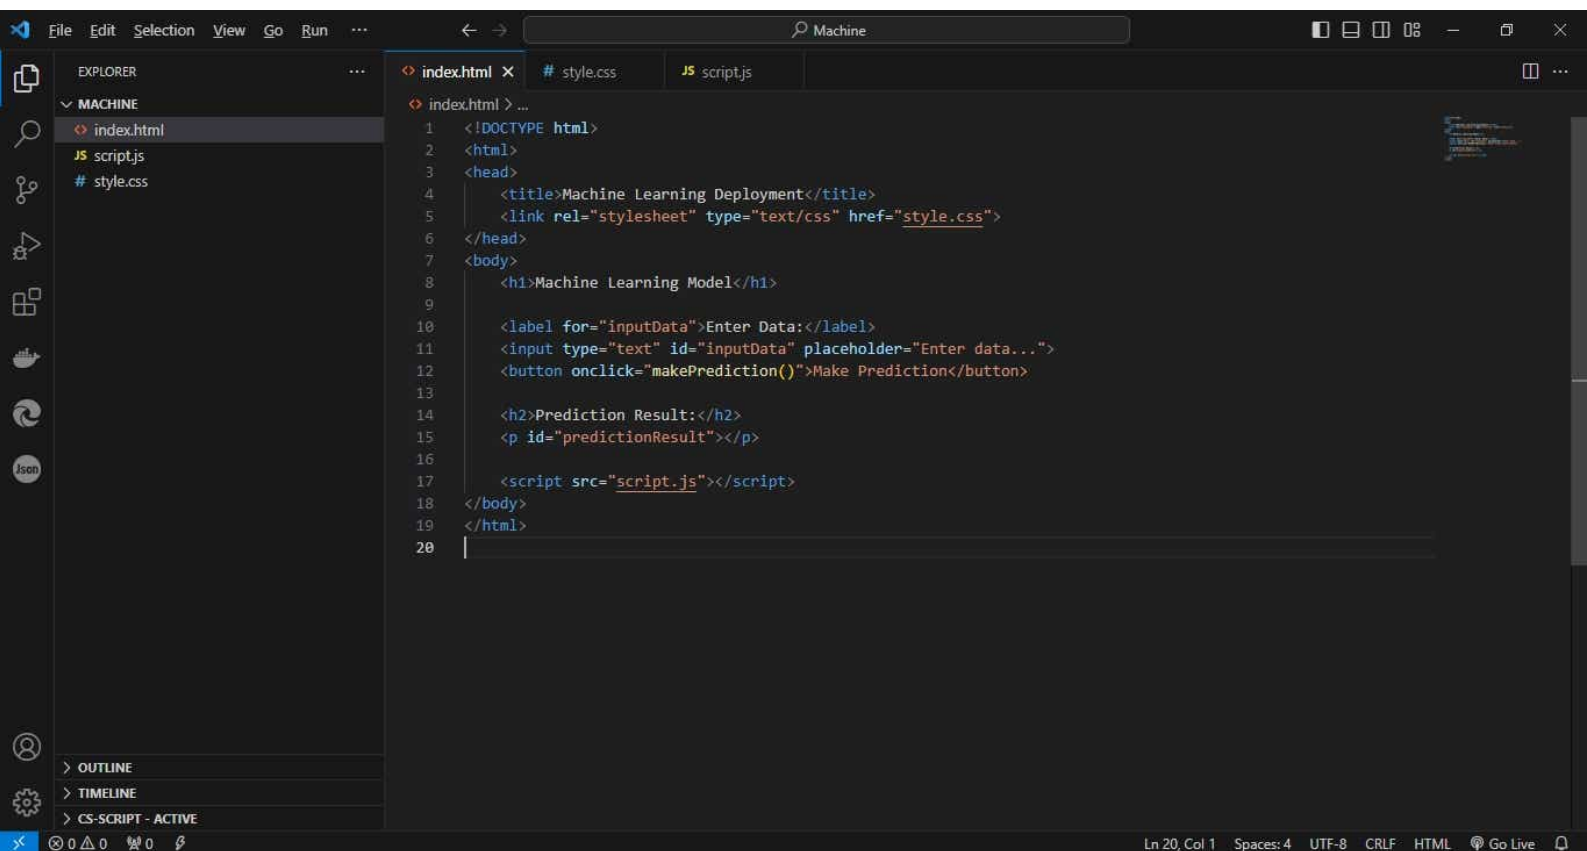 File Edit Selection View Go Run ... Machine
EXPLORER ...
MACHINE
index.html
JS script.js
# style.css
OUTLINE
TIMELINE
CS-SCRIPT - ACTIVE
Json
<> index.html # style.css JS script.js ...
<> index.html > ...
1 <!DOCTYPE html>
2 <html>
3 <head>
4 <title>Machine Learning Deployment</title>
5 <link rel="stylesheet" type="text/css" href="style.css">
6 </head>
7 <body>
8 <h1>Machine Learning Model</h1>
9
10 <label for="inputData">Enter Data:</label>
11 <input type="text" id="inputData" placeholder="Enter data...">
12 <button onclick="makePrediction()">Make Prediction</button>
13
14 <h2>Prediction Result:</h2>
15 <p id="predictionResult"></p>
16
17 <script src="script.js"></script>
18 </body>
19 </html>
20
0 0 0 Ln 20, Col 1 Spaces: 4 UTF-8 CRLF HTML Go Live